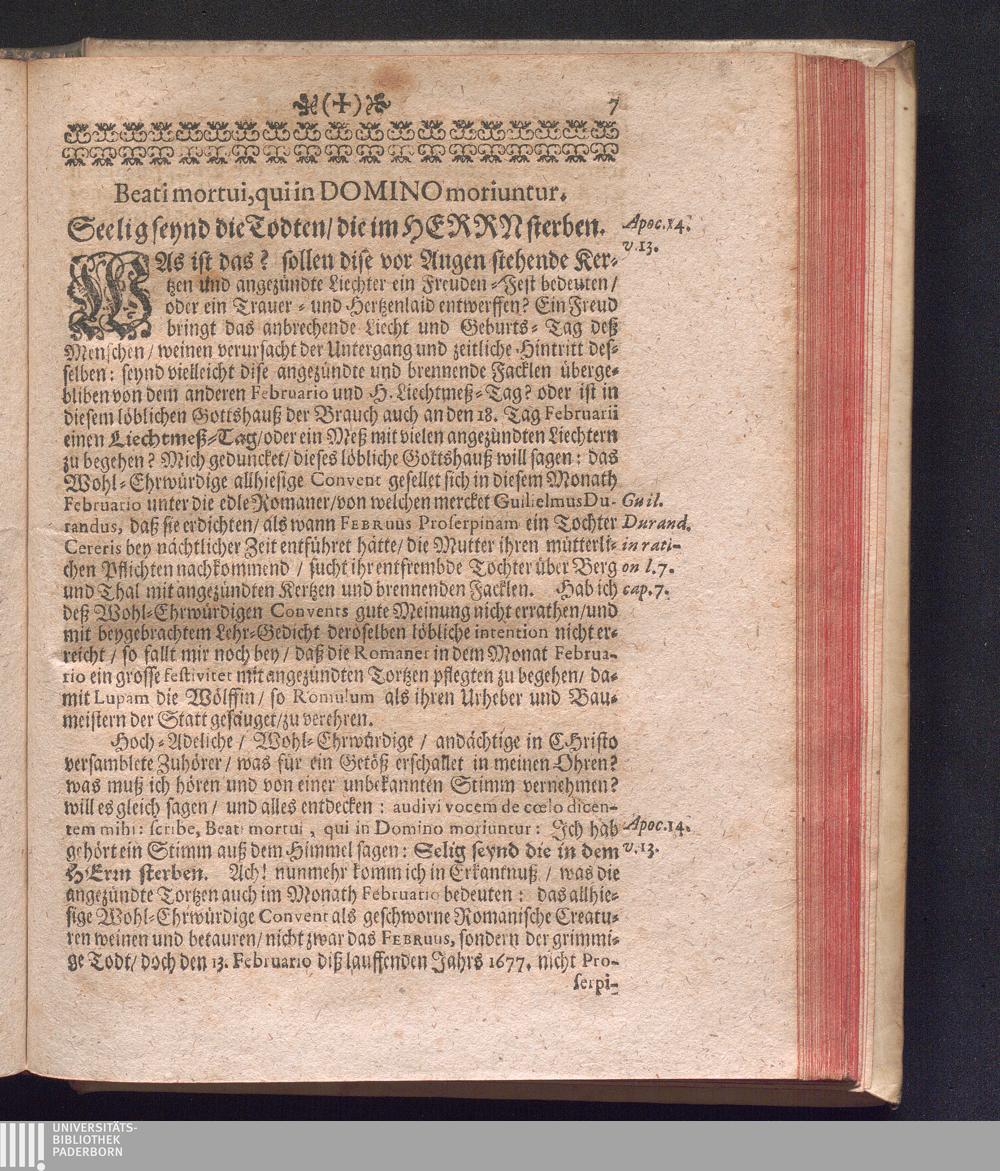 (+) 7
Beati mortui, qui in DOMINO moriuntur.
Seelig seynd die Todten/ die im HERRN sterben.
Apoc. 14.
v. 13.
WAs ist das? sollen dise vor Augen stehende Ker-
tzen und angezündte Liechter ein Freuden-Fest bedeuten/
oder ein Trauer- und Hertzenlaid entwerffen? Ein Freud
bringt das anbrechende Liecht und Geburts-Tag deß
Menschen/ weinen verursacht der Untergang und zeitliche Hintritt des-
selben: seynd vielleicht dise angezündte und brennende Facklen überge-
bliben von dem anderen Februario und H. Liechtmeß-Tag? oder ist in
diesem löblichen Gottshauß der Brauch auch an den 18. Tag Februarii
einen Liechtmeß-Tag/ oder ein Meß mit vielen angezündten Liechtern
zu begehen? Mich geduncket/ dieses löbliche Gottshauß will sagen: das
Wohl-Ehrwürdige allhiesige Convent gesellet sich in diesem Monath
Februario unter die edle Romaner/ von welchen mercket Guilielmus Du-
randus, daß sie erdichten/ als wann FEBRUUS Proserpinam ein Tochter
Cereris bey nächtlicher Zeit entführet hätte/ die Mutter ihren mütterli-
chen Pflichten nachkommend/ sucht ihr entfrembde Tochter über Berg
und Thal mit angezündten Kertzen und brennenden Facklen. Hab ich
Guil.
Durand.
in rati-
on l. 7.
cap. 7.
deß Wohl-Ehrwürdigen Convents gute Meinung nicht errathen/ und
mit beygebrachtem Lehr-Gedicht deroselben löbliche intention nicht er-
reicht/ so fallt mir noch bey/ daß die Romaner in dem Monat Februa-
rio ein grosse festivitet mit angezündten Tortzen pflegten zu begehen/ da-
mit Lupam die Wölffin/ so Romulum als ihren Urheber und Bau-
meistern der Statt gesäuget/ zu verehren.
Hoch-Adeliche/ Wohl-Ehrwürdige/ andächtige in CHristo
versamblete Zuhörer/ was für ein Getöß erschallet in meinen Ohren?
was muß ich hören und von einer unbekannten Stimm vernehmen?
will es gleich sagen/ und alles entdecken: audivi vocem de cœlo dicen-
tem mihi: scribe, Beati mortui, qui in Domino moriuntur: Ich hab
gehört ein Stimm auß dem Himmel sagen: Selig seynd die in dem
Apoc. 14.
v. 13.
HErrn sterben. Ach! nunmehr komm ich in Erkantnuß/ was die
angezündte Tortzen auch im Monath Februario bedeuten: das allhie-
sige Wohl-Ehrwürdige Convent als geschworne Romanische Creatu-
ren weinen und betauren/ nicht zwar das FEBRUUS, sondern der grimmi-
ge Todt/ doch den 13. Februario diß lauffenden Jahrs 1677. nicht Pro-
serpi-
UNIVERSITÄTS-
BIBLIOTHEK
PADERBORN